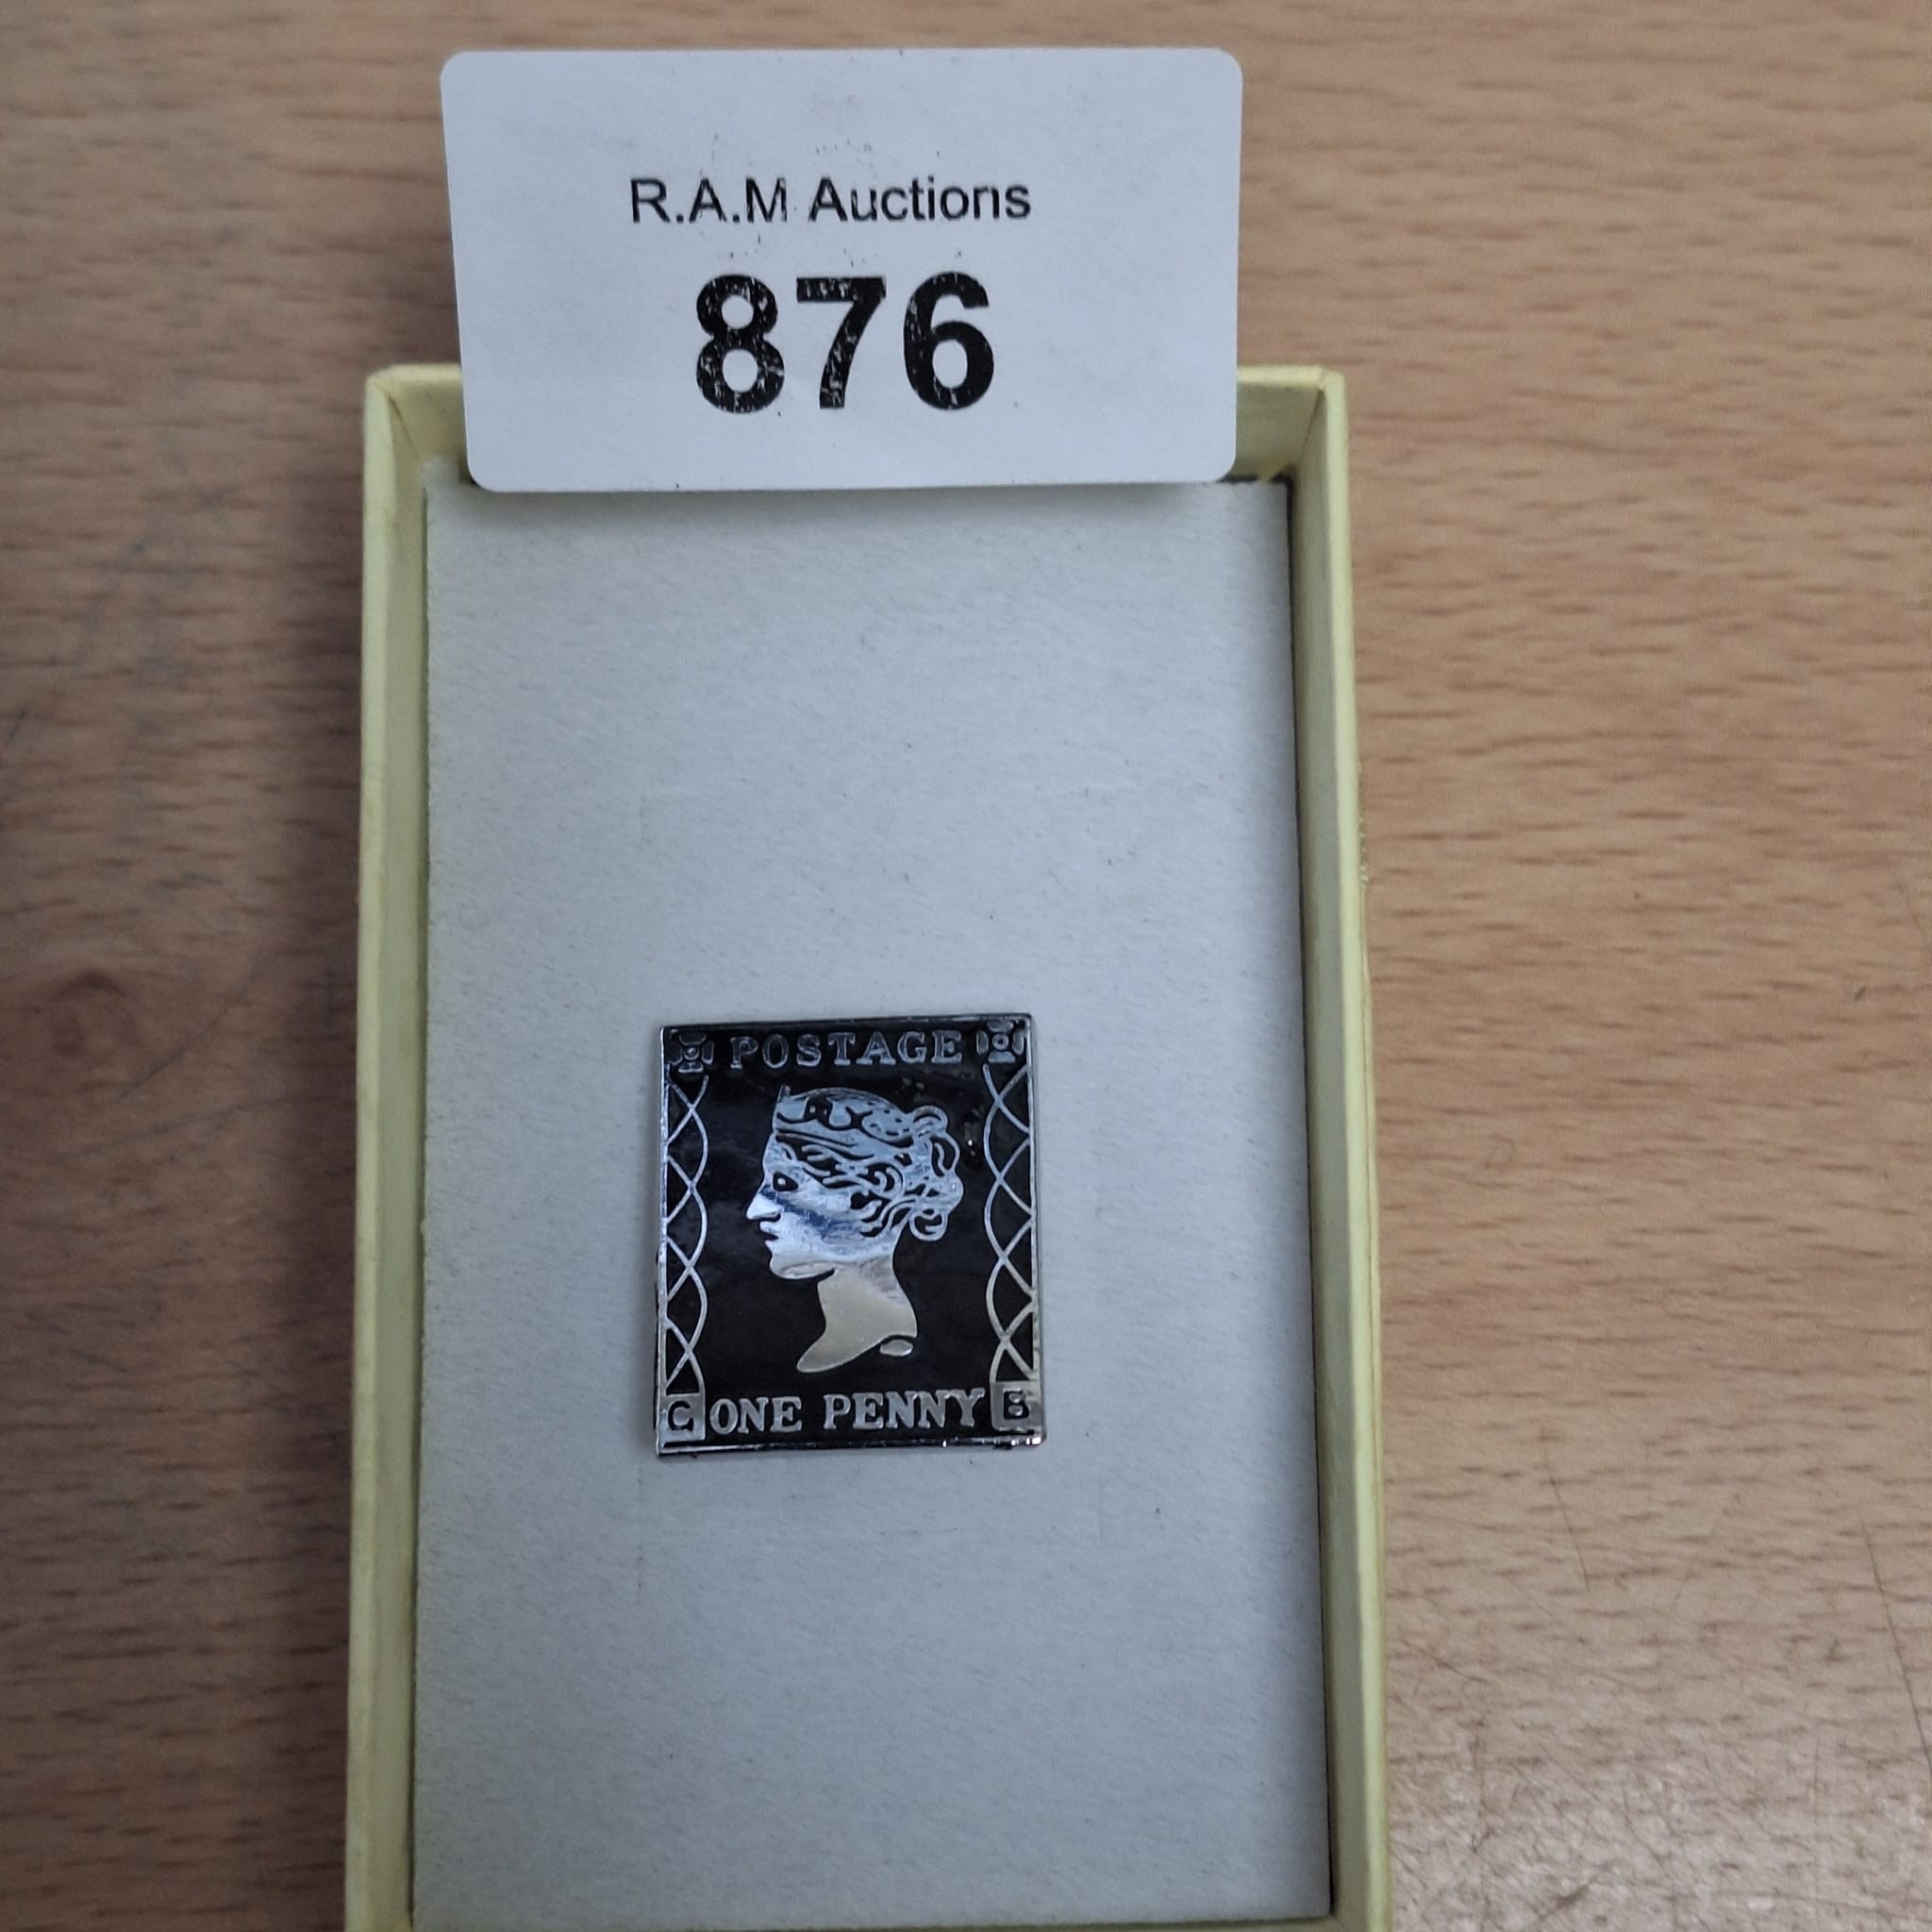 R.A.M Auctions
876
POSTAGE
C ONE PENNY B